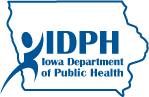 IDPH
Iowa Department
of Public Health